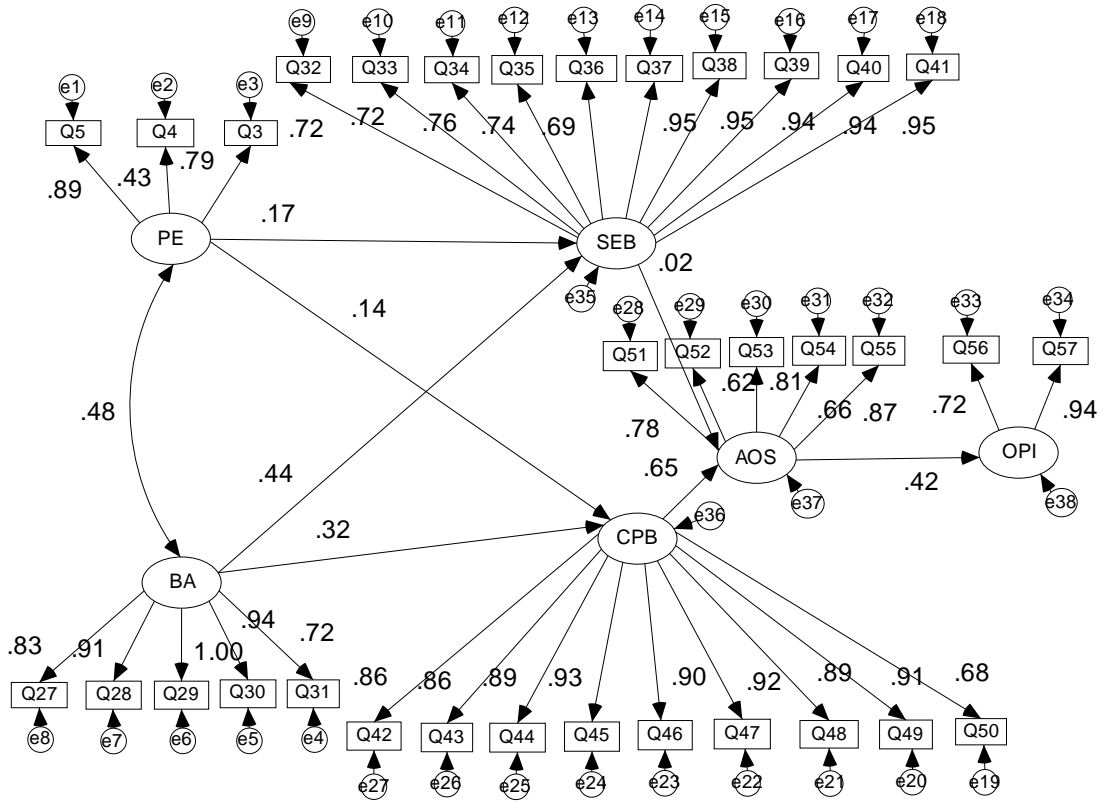 e9 e10 e11 e12 e13 e14 e15 e16 e17 e18
Q32 Q33 Q34 Q35 Q36 Q37 Q38 Q39 Q40 Q41
e1 e2 e3
Q5 Q4 Q3
.72 .72 .76 .74 .69 .95 .95 .94 .94 .95
.89 .43 .79
PE
.17
SEB
.02
e35
.14
e28 e29 e30 e31 e32 e33 e34
Q51 Q52 Q53 Q54 Q55 Q56 Q57
.62 .81 .66 .87 .72 .94
.48
.78
AOS
OPI
.65
.42
.44
e37
e38
e36
.32
CPB
BA
.83 .91 1.00 .94 .72
Q27 Q28 Q29 Q30 Q31
e8 e7 e6 e5 e4
.86 .86 .89 .93 .90 .92 .89 .91 .68
Q42 Q43 Q44 Q45 Q46 Q47 Q48 Q49 Q50
e27 e26 e25 e24 e23 e22 e21 e20 e19